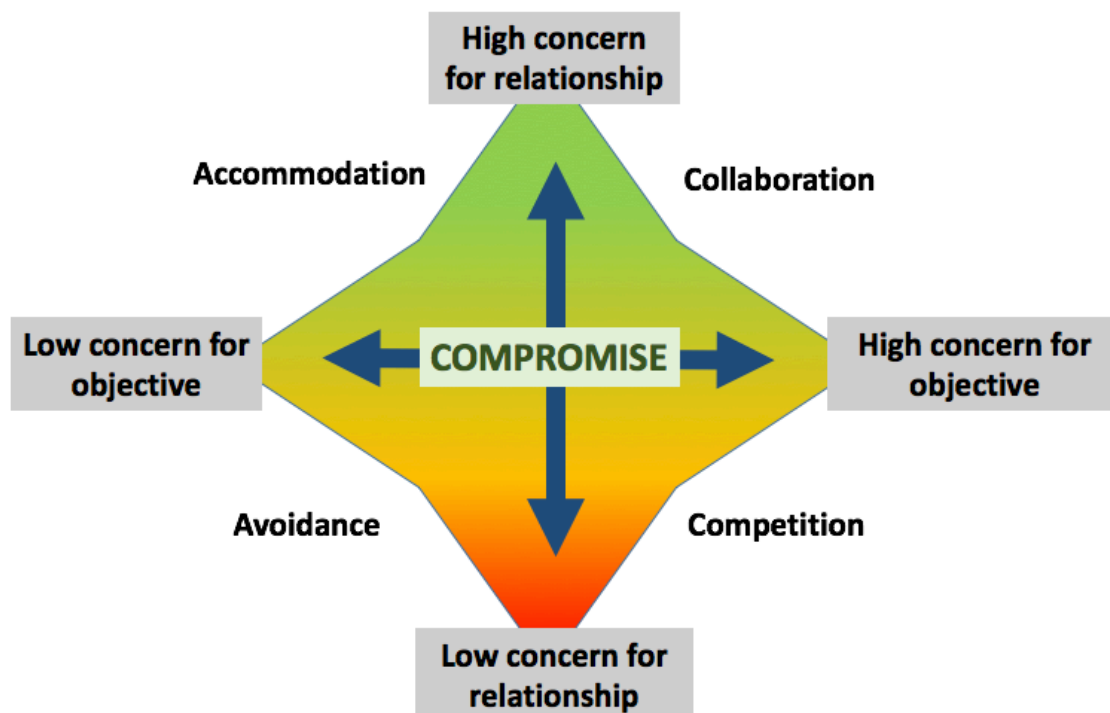 High concern
for relationship
Accommodation
Collaboration
Low concern for
objective
COMPROMISE
High concern for
objective
Avoidance
Competition
Low concern for
relationship